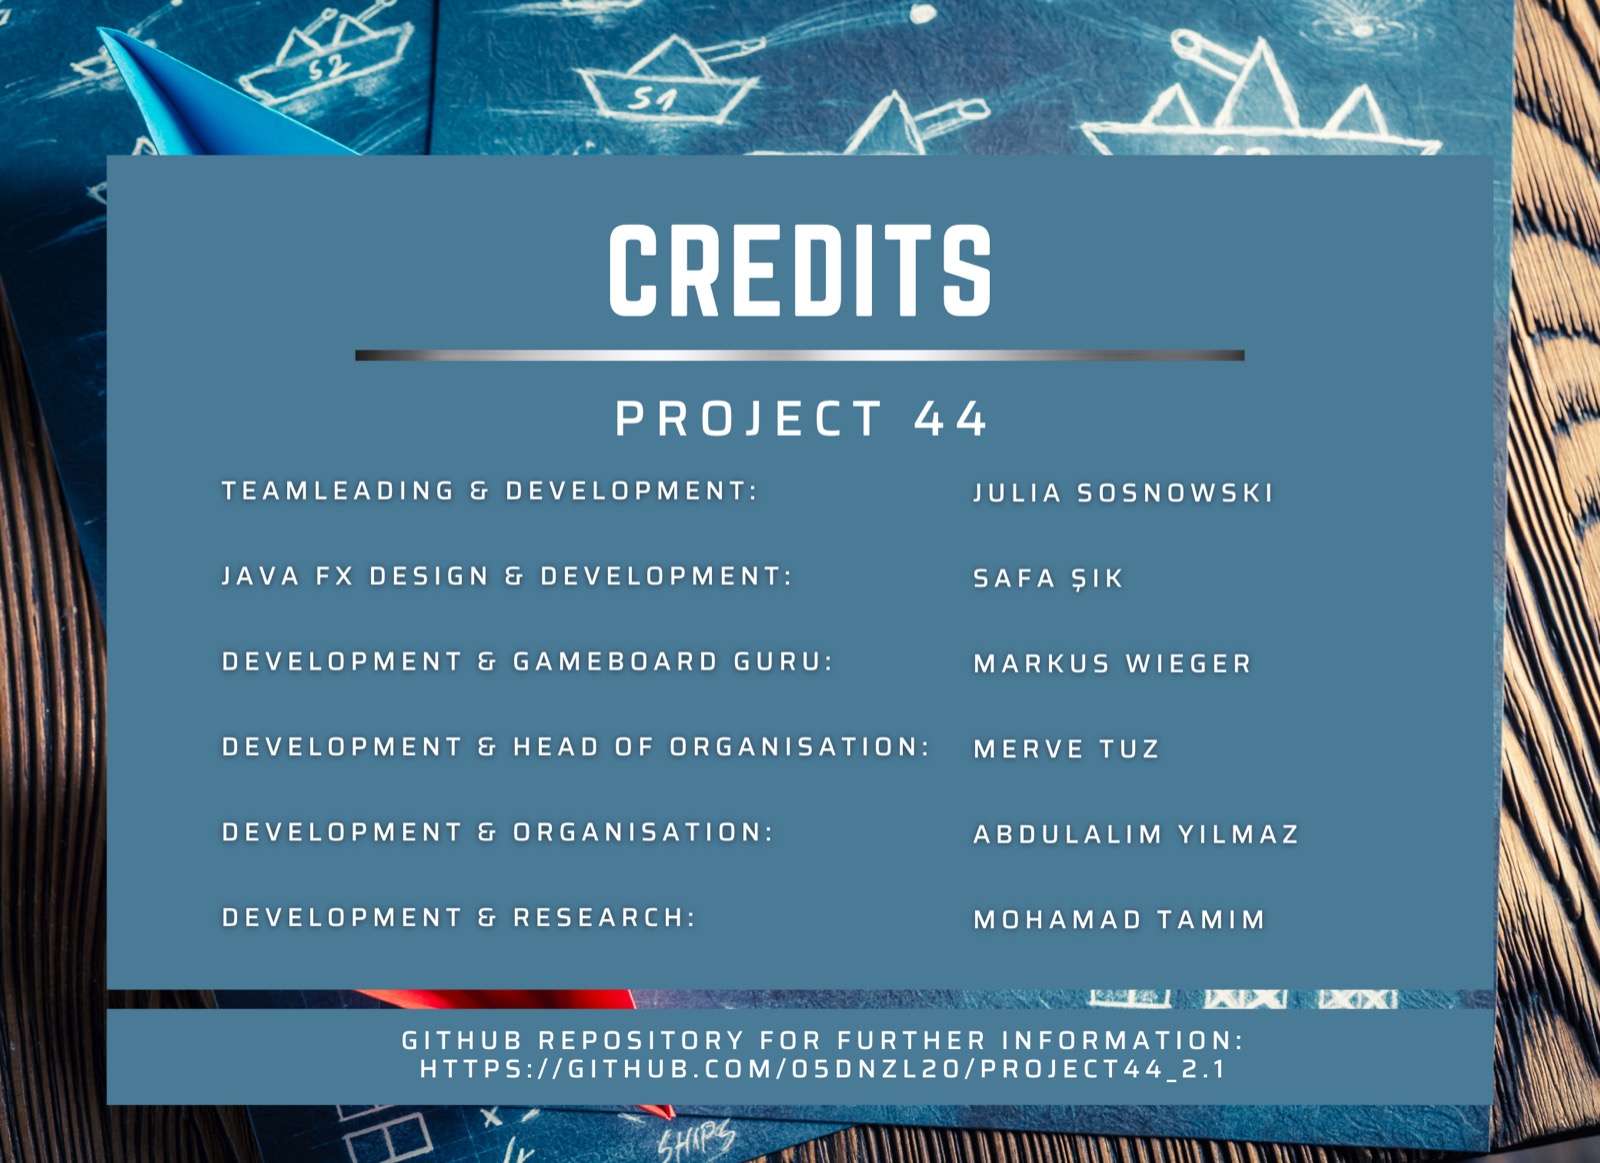 S2
S1
CREDITS
PROJECT 44
TEAMLEADING & DEVELOPMENT: JULIA SOSNOWSKI
JAVA FX DESIGN & DEVELOPMENT: SAFA ŞIK
DEVELOPMENT & GAMEBOARD GURU: MARKUS WIEGER
DEVELOPMENT & HEAD OF ORGANISATION: MERVE TUZ
DEVELOPMENT & ORGANISATION: ABDULALIM YILMAZ
DEVELOPMENT & RESEARCH: MOHAMAD TAMIM
GITHUB REPOSITORY FOR FURTHER INFORMATION:
HTTPS://GITHUB.COM/05DNZL20/PROJECT44_2.1
SHIPS